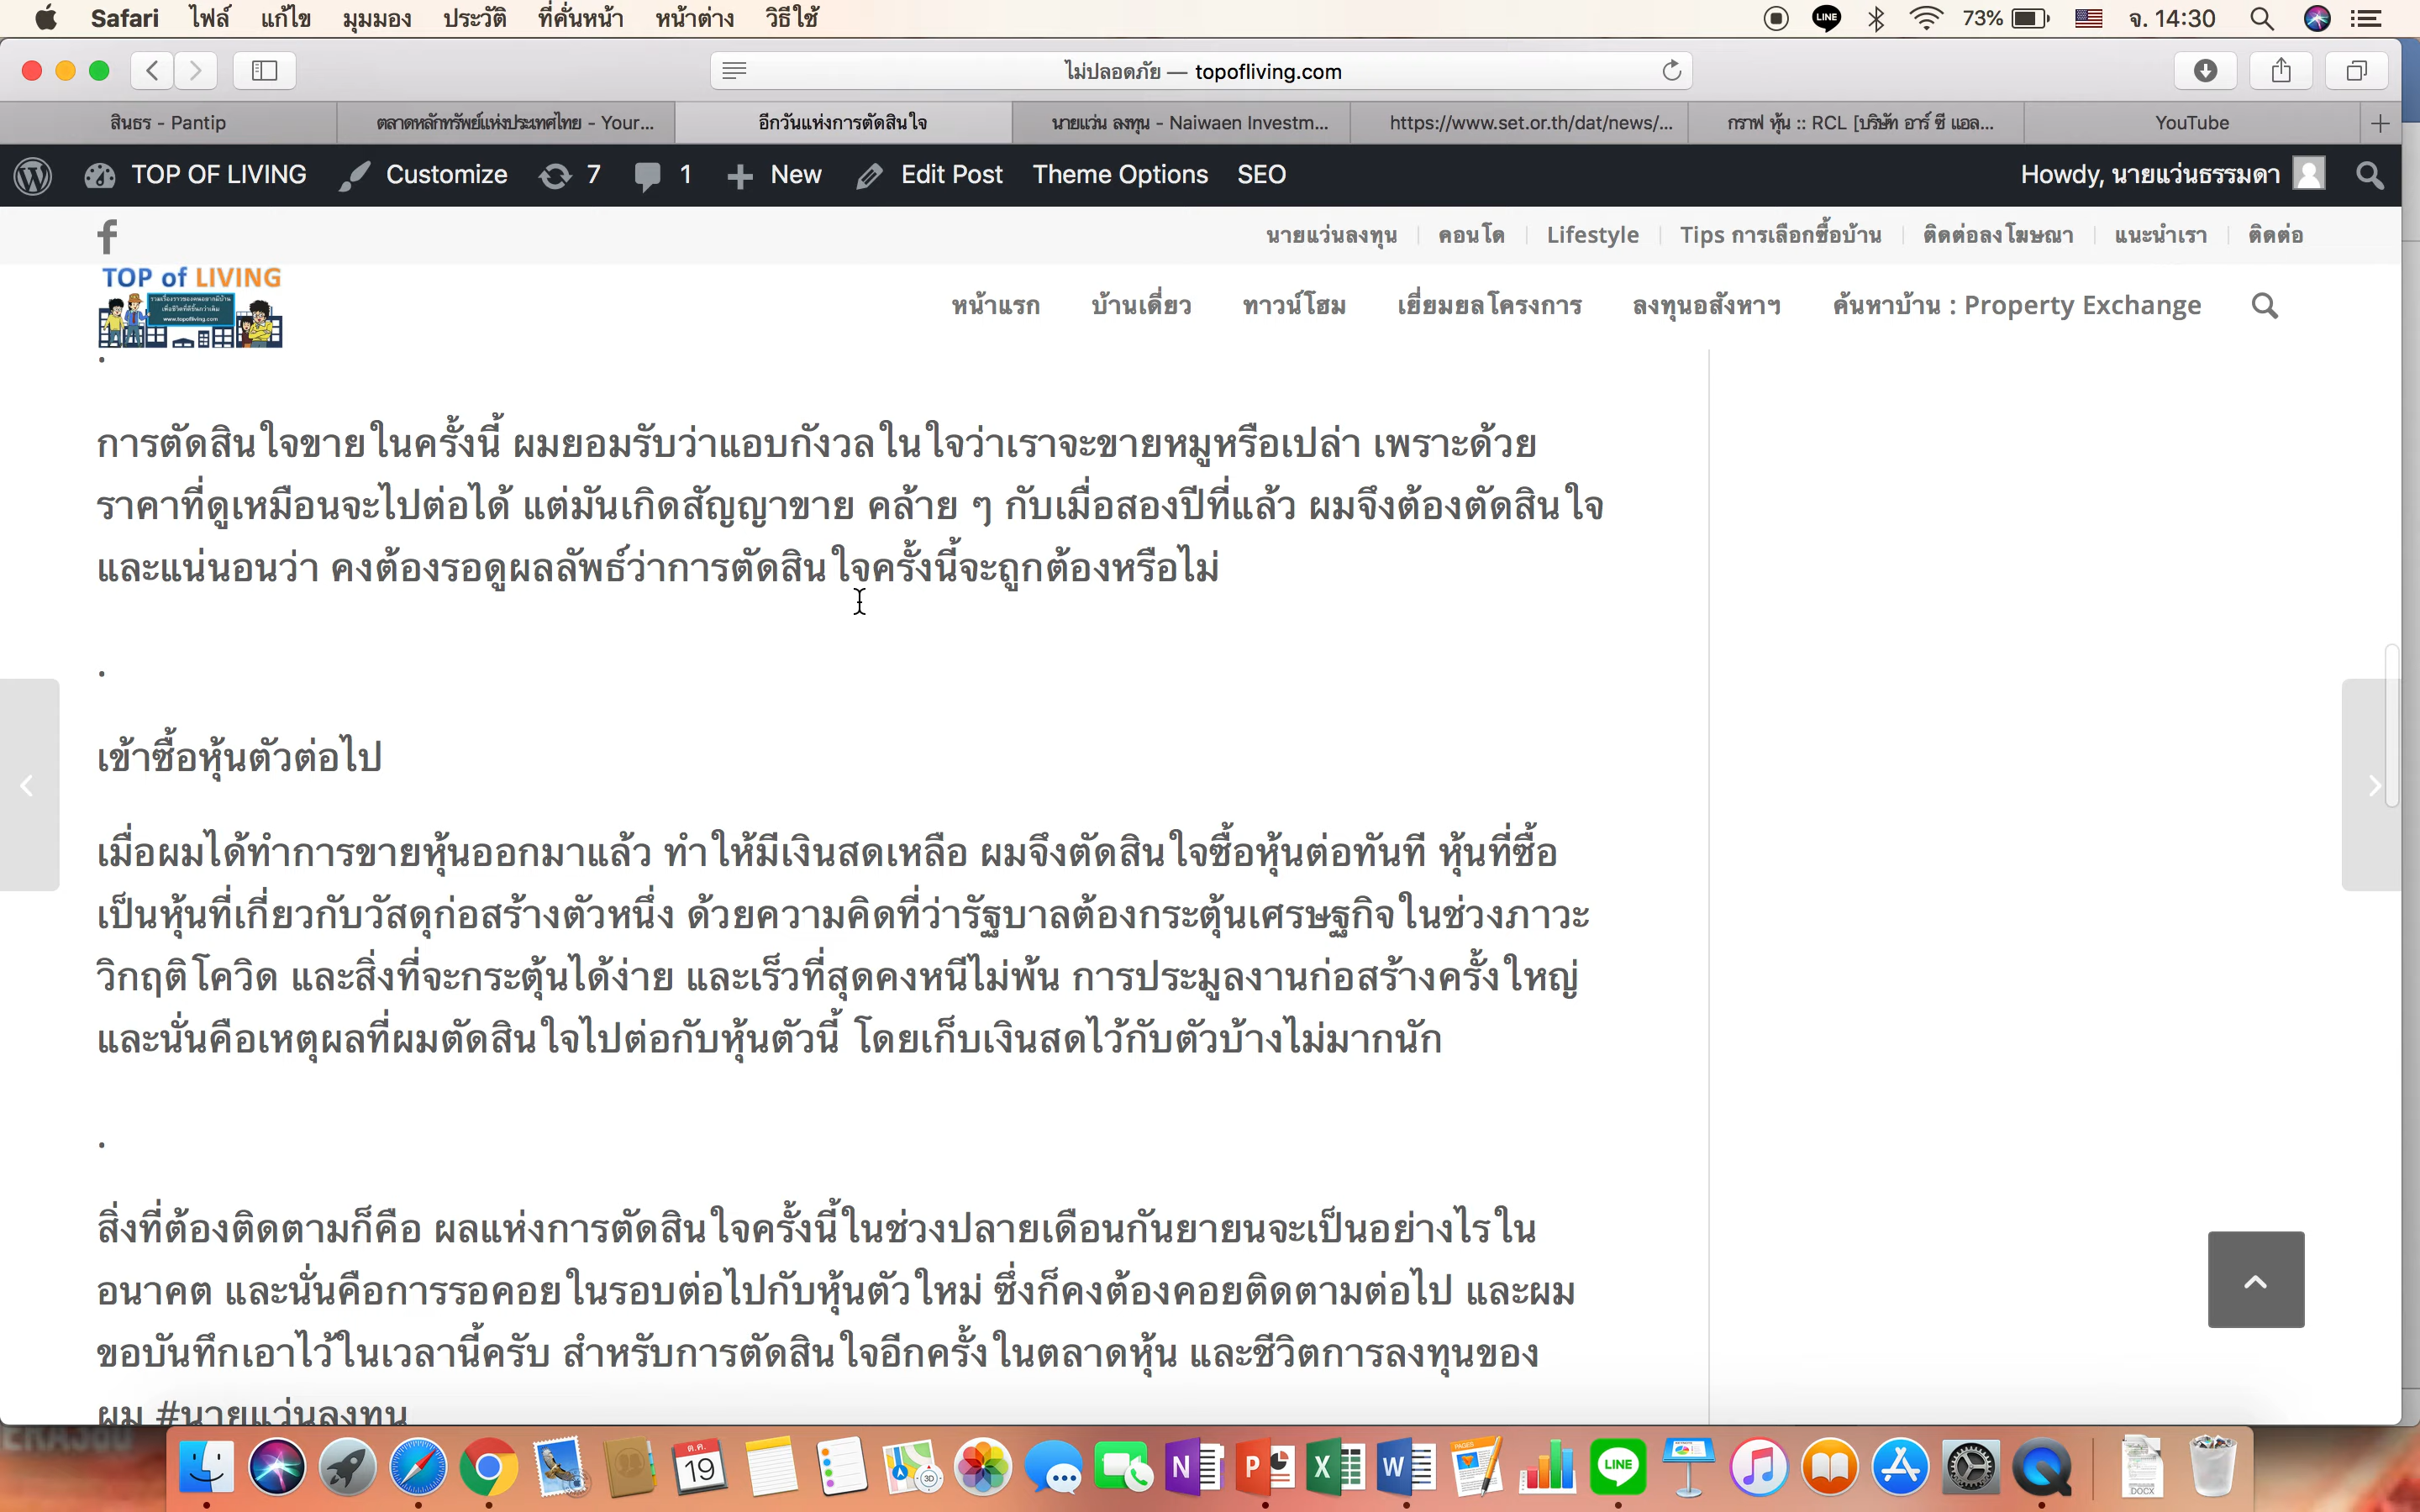 Safari ไฟล์ แก้ไข มุมมอง ประวัติ ที่คั่นหน้า หน้าต่าง วิธีใช้ LINE 73% จ. 14:30
ไม่ปลอดภัย — topofliving.com
สินธร - Pantip ตลาดหลักทรัพย์แห่งประเทศไทย - Your... อีกวันแห่งการตัดสินใจ นายแว่น ลงทุน - Naiwaen Investm... https://www.set.or.th/dat/news/... กราฟ หุ้น :: RCL [บริษัท อาร์ ซี แอล... YouTube
TOP OF LIVING Customize 7 1 New Edit Post Theme Options SEO Howdy, นายแว่นธรรมดา
นายแว่นลงทุน คอนโด Lifestyle Tips การเลือกซื้อบ้าน ติดต่อลงโฆษณา แนะนำเรา ติดต่อ
TOP of LIVING
www.topofliving.com
หน้าแรก บ้านเดี่ยว ทาวน์โฮม เยี่ยมยลโครงการ ลงทุนอสังหาฯ ค้นหาบ้าน : Property Exchange
.
การตัดสินใจขายในครั้งนี้ ผมยอมรับว่าแอบกังวลในใจว่าเราจะขายหมูหรือเปล่า เพราะด้วย
ราคาที่ดูเหมือนจะไปต่อได้ แต่มันเกิดสัญญาขาย คล้าย ๆ กับเมื่อสองปีที่แล้ว ผมจึงต้องตัดสินใจ
และแน่นอนว่า คงต้องรอดูผลลัพธ์ว่าการตัดสินใจครั้งนี้จะถูกต้องหรือไม่
.
เข้าซื้อหุ้นตัวต่อไป
เมื่อผมได้ทำการขายหุ้นออกมาแล้ว ทำให้มีเงินสดเหลือ ผมจึงตัดสินใจซื้อหุ้นต่อทันที หุ้นที่ซื้อ
เป็นหุ้นที่เกี่ยวกับวัสดุก่อสร้างตัวหนึ่ง ด้วยความคิดที่ว่ารัฐบาลต้องกระตุ้นเศรษฐกิจในช่วงภาวะ
วิกฤติโควิด และสิ่งที่จะกระตุ้นได้ง่าย และเร็วที่สุดคงหนีไม่พ้น การประมูลงานก่อสร้างครั้งใหญ่
และนั่นคือเหตุผลที่ผมตัดสินใจไปต่อกับหุ้นตัวนี้ โดยเก็บเงินสดไว้กับตัวบ้างไม่มากนัก
.
สิ่งที่ต้องติดตามก็คือ ผลแห่งการตัดสินใจครั้งนี้ในช่วงปลายเดือนกันยายนจะเป็นอย่างไรใน
อนาคต และนั่นคือการรอคอยในรอบต่อไปกับหุ้นตัวใหม่ ซึ่งก็คงต้องคอยติดตามต่อไป และผม
ขอบันทึกเอาไว้ในเวลานี้ครับ สำหรับการตัดสินใจอีกครั้งในตลาดหุ้น และชีวิตการลงทุนของ
ผม #นายแว่นลงทุน
ต.ค. 19 3D N P X W PAGES LINE DOCX